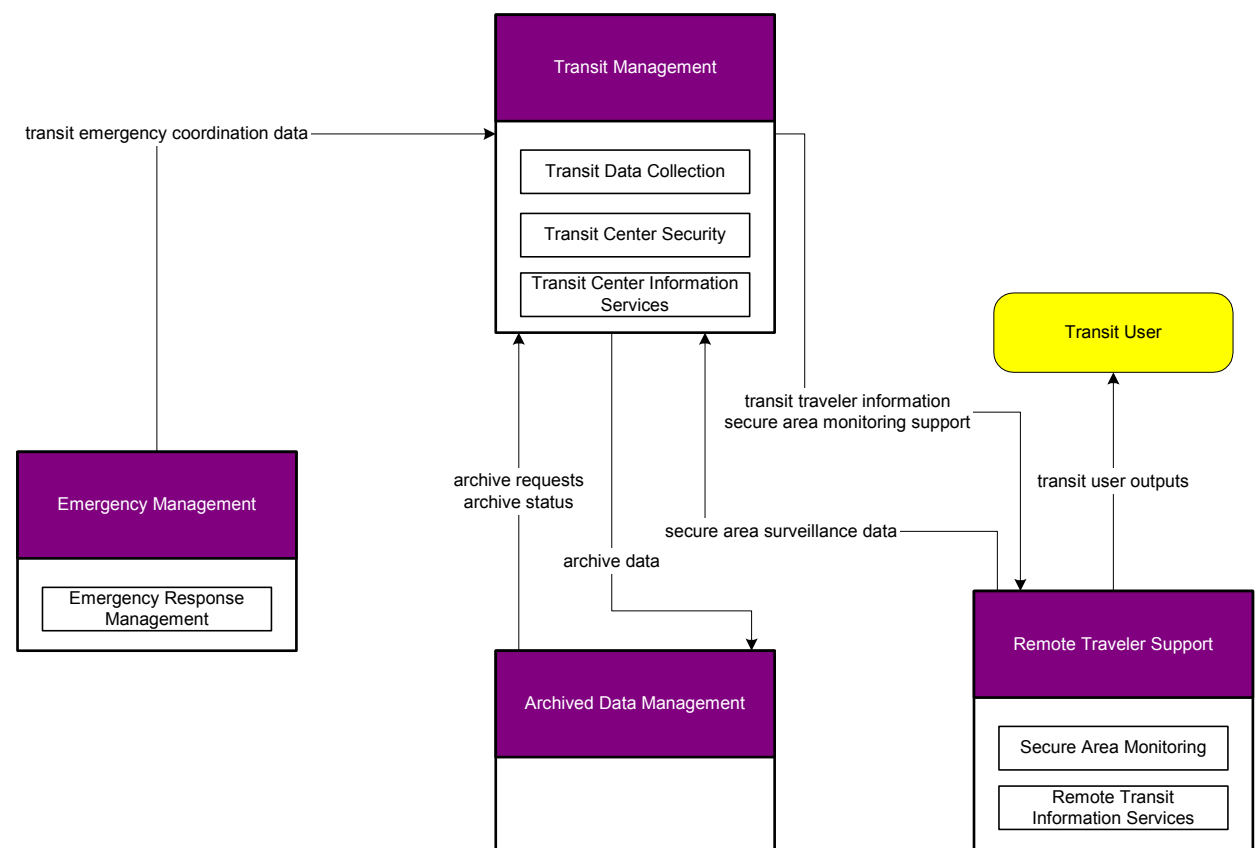 Transit Management
transit emergency coordination data
Transit Data Collection
Transit Center Security
Transit Center Information
Services
Transit User
transit traveler information
secure area monitoring support
archive requests
archive status
transit user outputs
Emergency Management
secure area surveillance data
archive data
Emergency Response
Management
Remote Traveler Support
Archived Data Management
Secure Area Monitoring
Remote Transit
Information Services